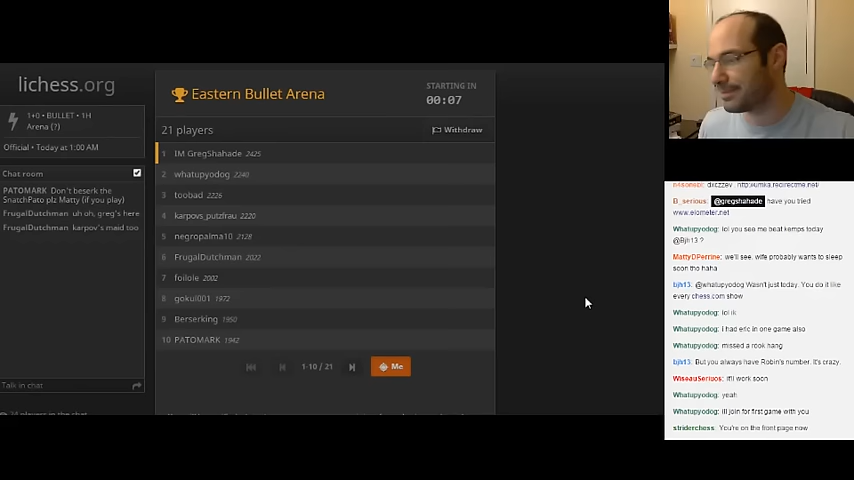 lichess.org
1+0 • BULLET • 1H
Arena (?)
Official • Today at 1:00 AM
Chat room
PATOMARK Don't beserk the
SnatchPato plz Matty (if you play)
FrugalDutchman uh oh, greg's here
FrugalDutchman karpov's maid too
Talk in chat
players in the chat
Eastern Bullet Arena
STARTING IN
00:07
21 players
Withdraw
1 IM GregShahade 2425
2 whatupyodog 2240
3 toobad 2226
4 karpovs_putzfrau 2220
5 negropalma10 2128
6 FrugalDutchman 2022
7 foilole 2002
8 gokul001 1972
9 Berserking 1950
10 PATOMARK 1942
1-10 / 21
Me
B_serious: @gregshahade have you tried
www.elometer.net
Whatupyodog: lol you see me beat kemps today
@Bjh13 ?
MattyDPerrine: we'll see. wife probably wants to sleep
soon tho haha
bjh13: @whatupyodog Wasn't just today. You do it like
every chess.com show
Whatupyodog: lol ik
Whatupyodog: i had eric in one game also
Whatupyodog: missed a rook hang
bjh13: But you always have Robin's number. It's crazy.
WiseauSerious: it'll work soon
Whatupyodog: yeah
Whatupyodog: ill join for first game with you
striderchess: You're on the front page now